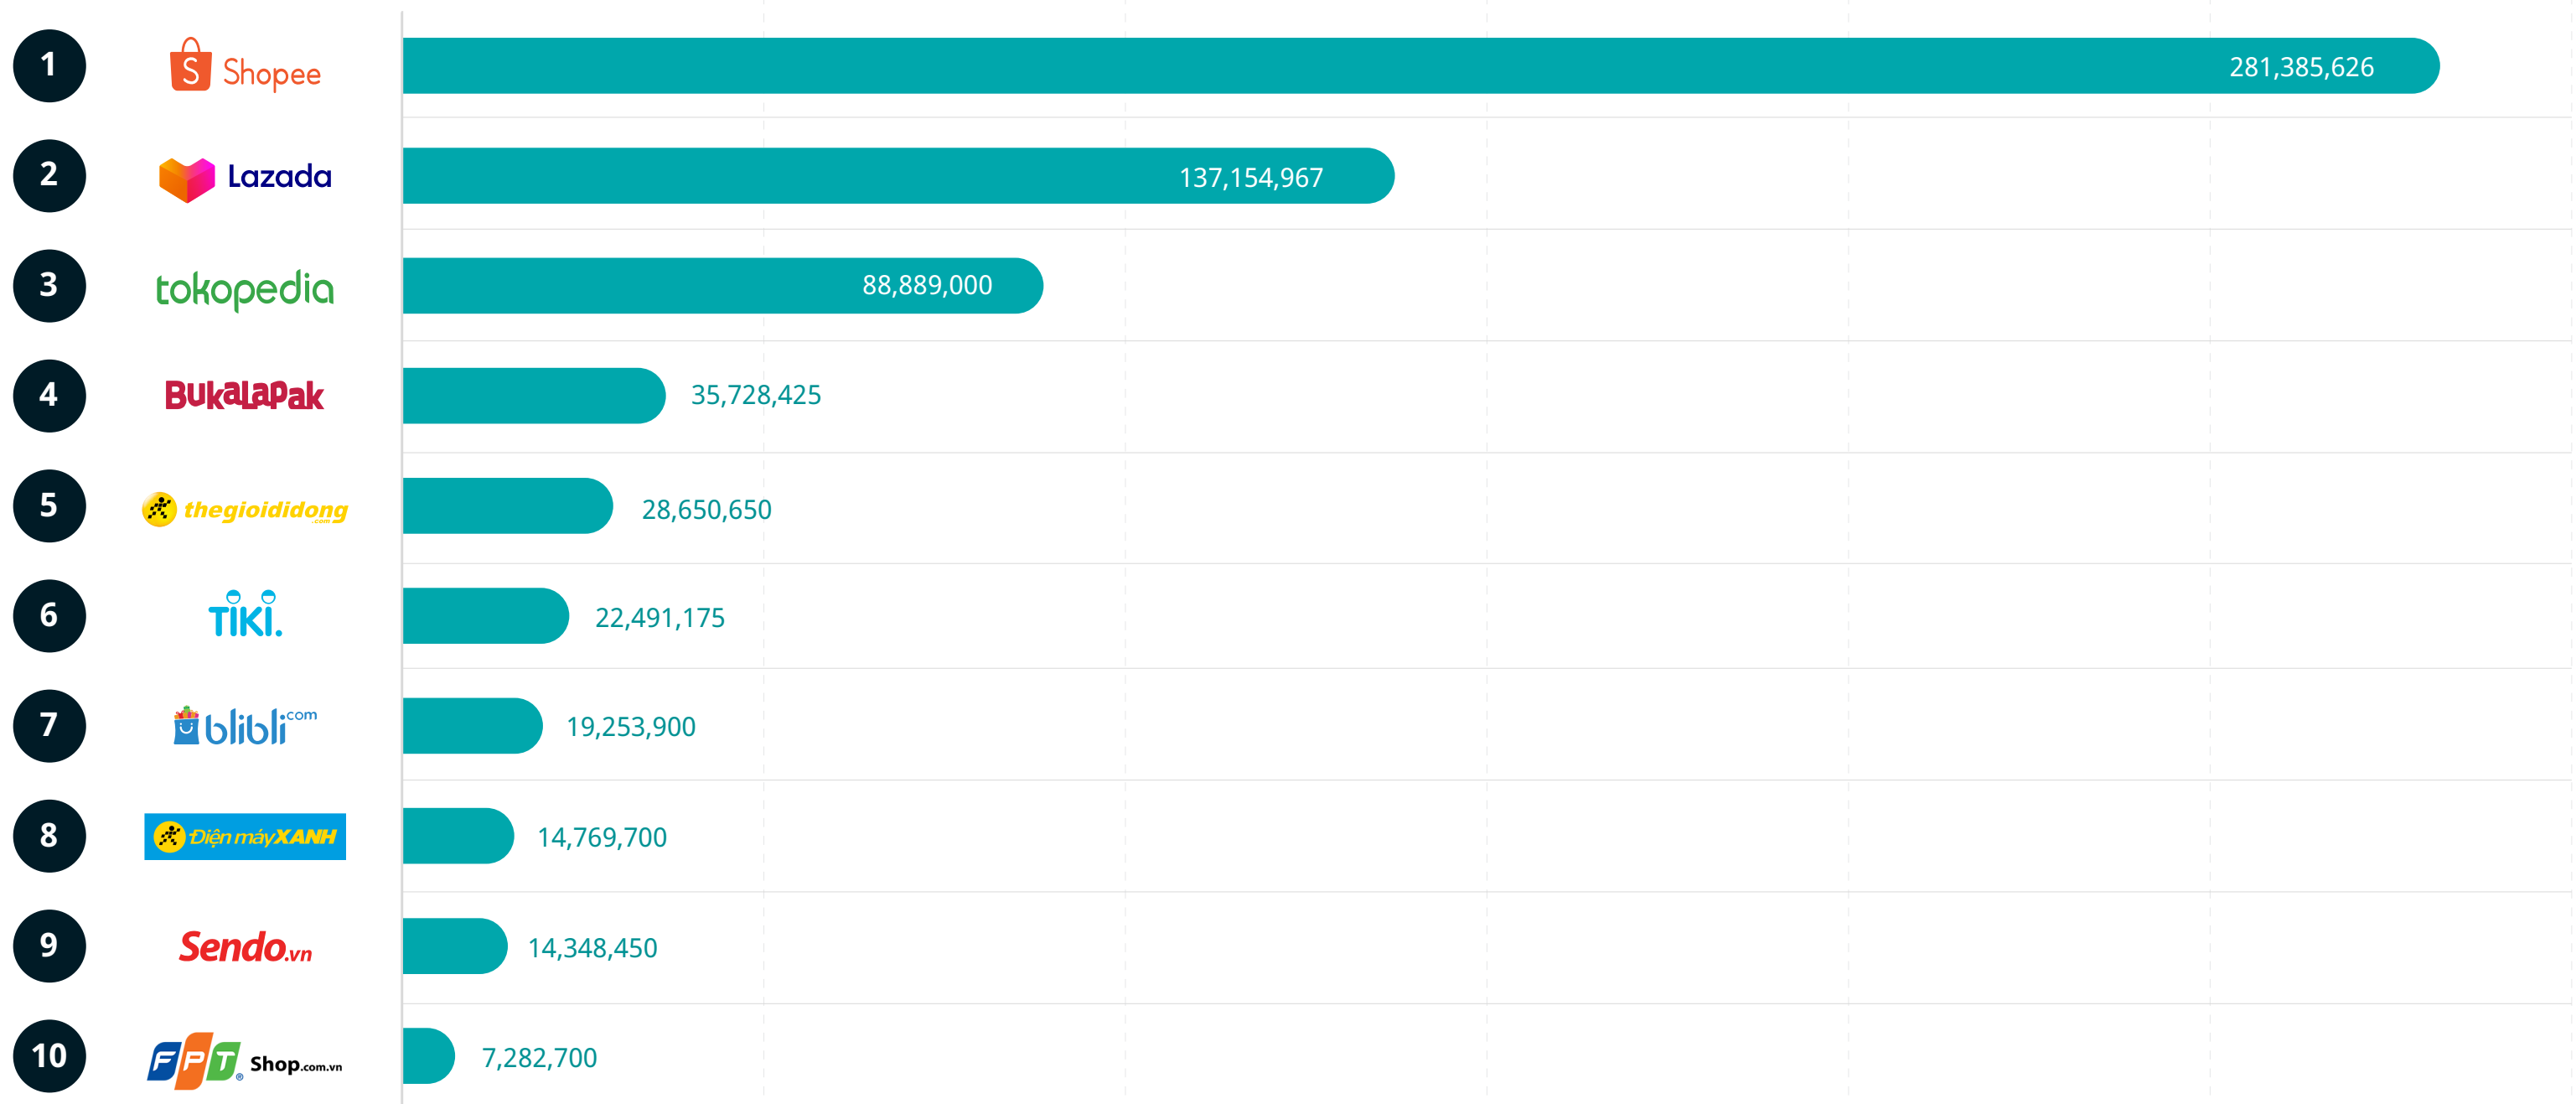 1
S Shopee
281,385,626
2
Lazada
137,154,967
3
tokopedia
88,889,000
4
BukaLapak
35,728,425
5
thegioididong
.com
28,650,650
6
TIKI.
22,491,175
7
blibli.com
19,253,900
8
Điện máy XANH
14,769,700
9
Sendo.vn
14,348,450
10
FPT® Shop.com.vn
7,282,700